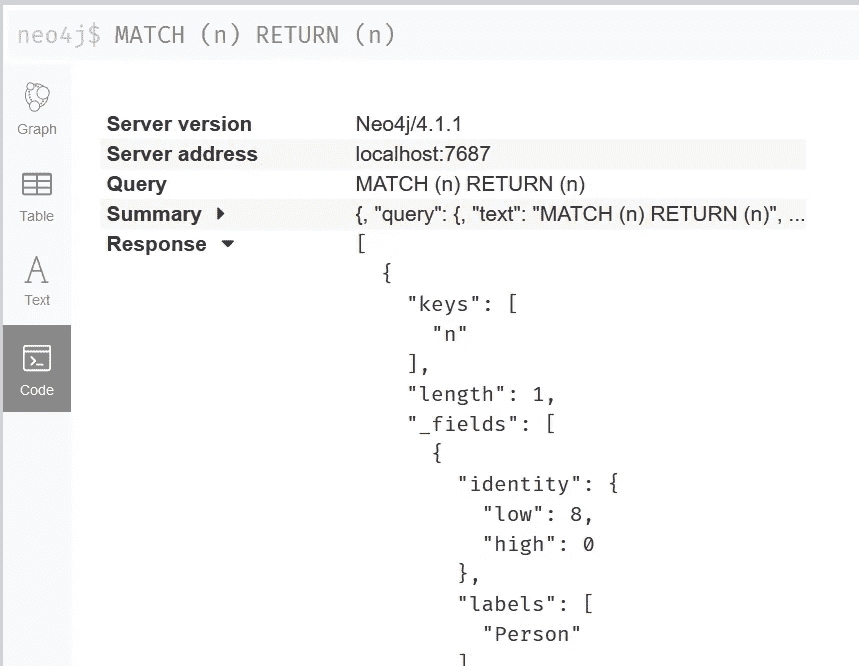 neo4j$ MATCH (n) RETURN (n)
Graph
Table
Text
Code
Server version Neo4j/4.1.1
Server address localhost:7687
Query MATCH (n) RETURN (n)
Summary {, "query": {, "text": "MATCH (n) RETURN (n)", ...
Response [
{
"keys": [
"n"
],
"length": 1,
"_fields": [
{
"identity": {
"low": 8,
"high": 0
},
"labels": [
"Person"
]